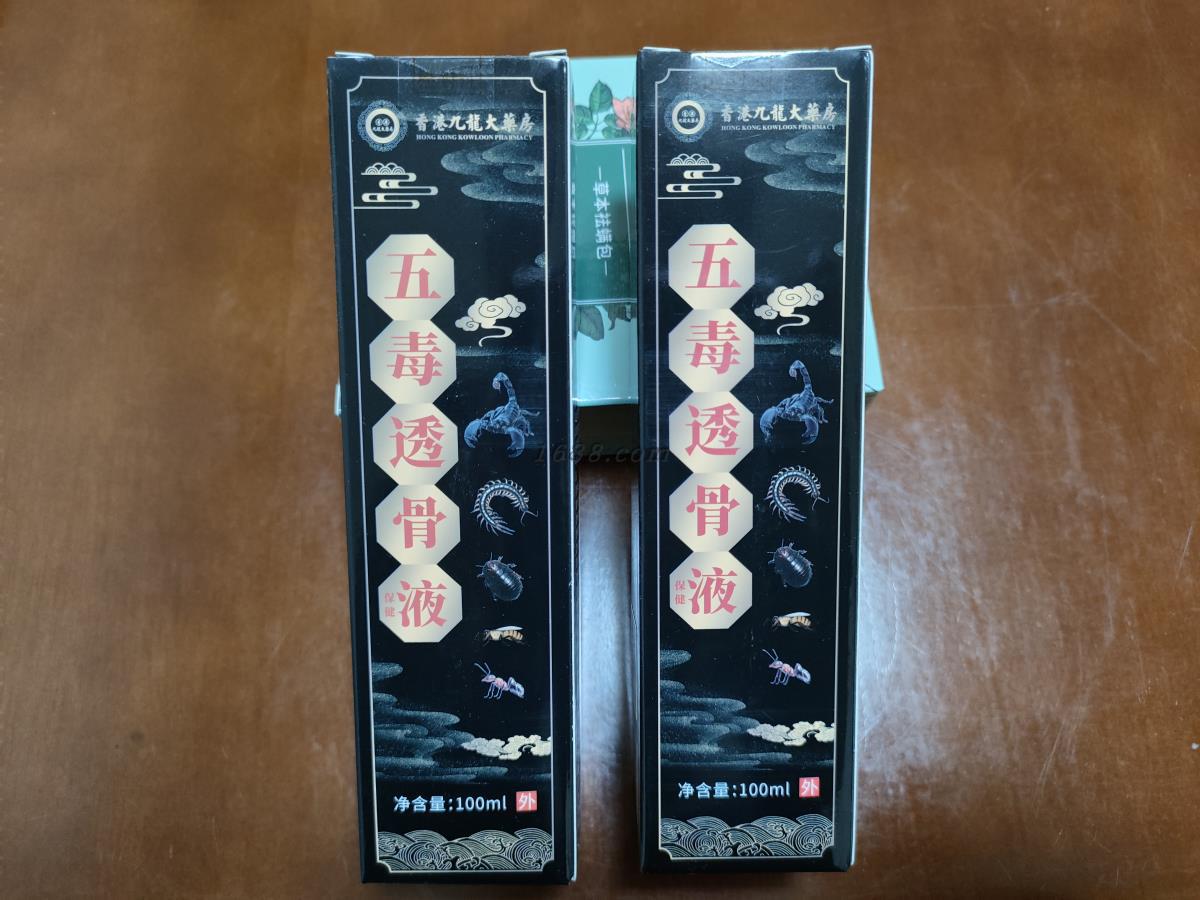 香港九龍大藥房
HONG KONG KOWLOON PHARMACY
五毒透骨液
保健
净含量:100ml
外
草本祛螨包
香港九龍大藥房
HONG KONG KOWLOON PHARMACY
五毒透骨液
保健
净含量:100ml
外
1688.com